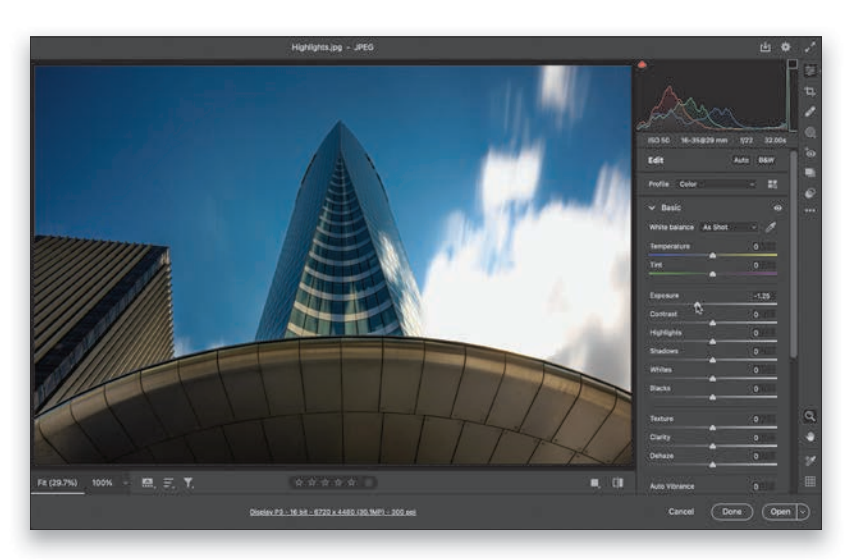 Highlights.jpg - JPEG
ISO 50 16-35@29 mm f/22 32.00s
Edit Auto B&W
Profile Color
Basic
White balance As Shot
Temperature 0
Tint 0
Exposure -1.25
Contrast 0
Highlights 0
Shadows 0
Whites 0
Blacks 0
Texture 0
Clarity 0
Dehaze 0
Auto Vibrance 0
Fit (29.7%) 100%
Display P3 - 16 bit - 6720 x 4480 (30.1MP) - 300 ppi
Cancel Done Open